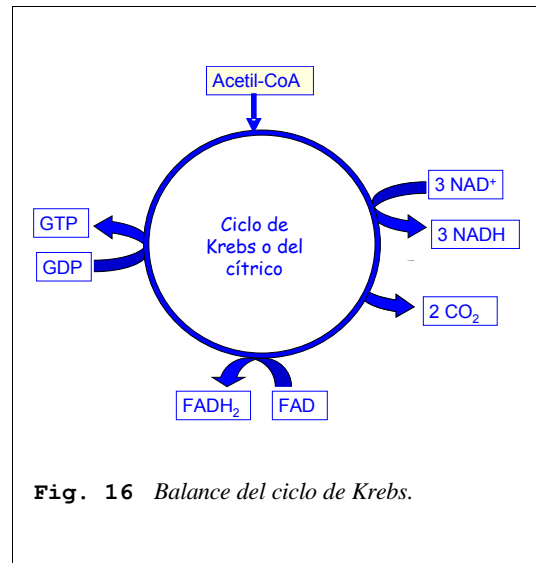 Acetil-CoA
3 NAD⁺
3 NADH
2 CO₂
GTP
GDP
Ciclo de
Krebs o del
cítrico
FADH₂
FAD
Fig. 16 Balance del ciclo de Krebs.